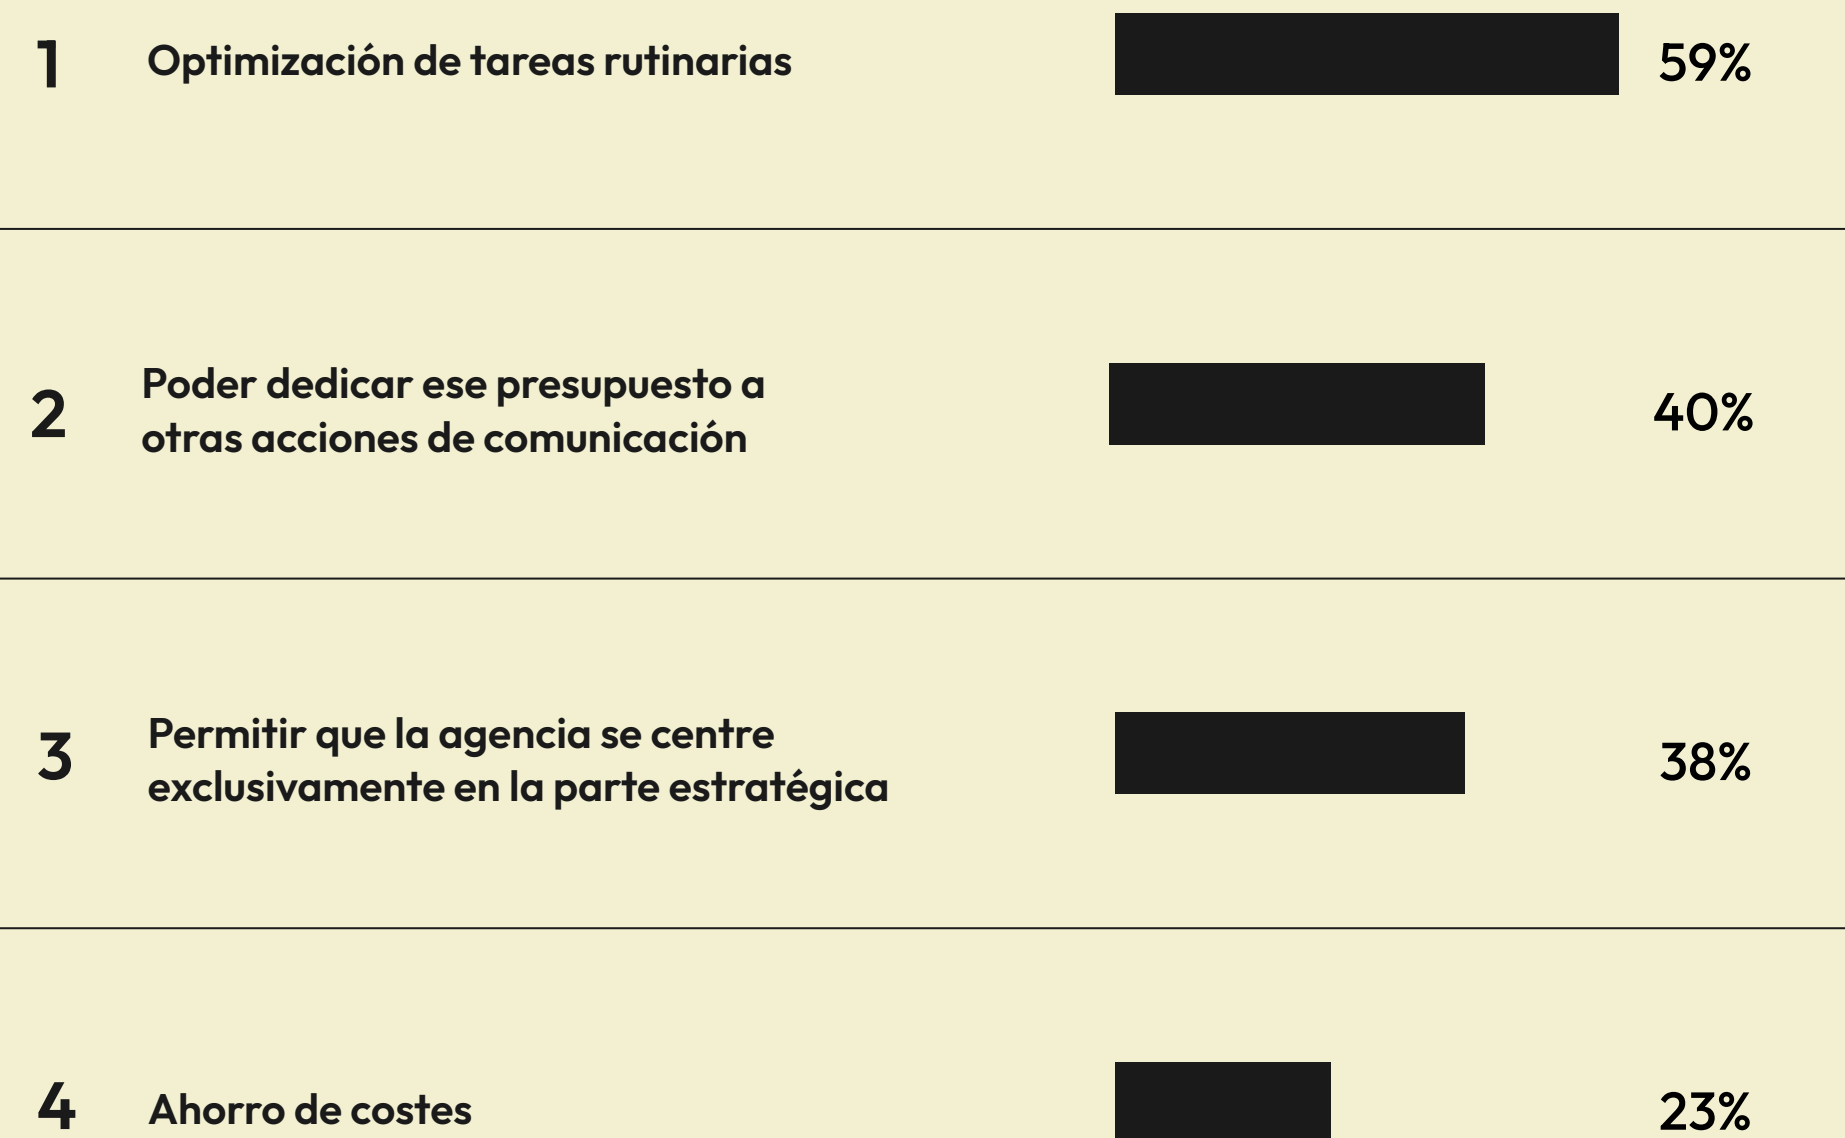 1 Optimización de tareas rutinarias 59%
2 Poder dedicar ese presupuesto a
otras acciones de comunicación 40%
3 Permitir que la agencia se centre
exclusivamente en la parte estratégica 38%
4 Ahorro de costes 23%